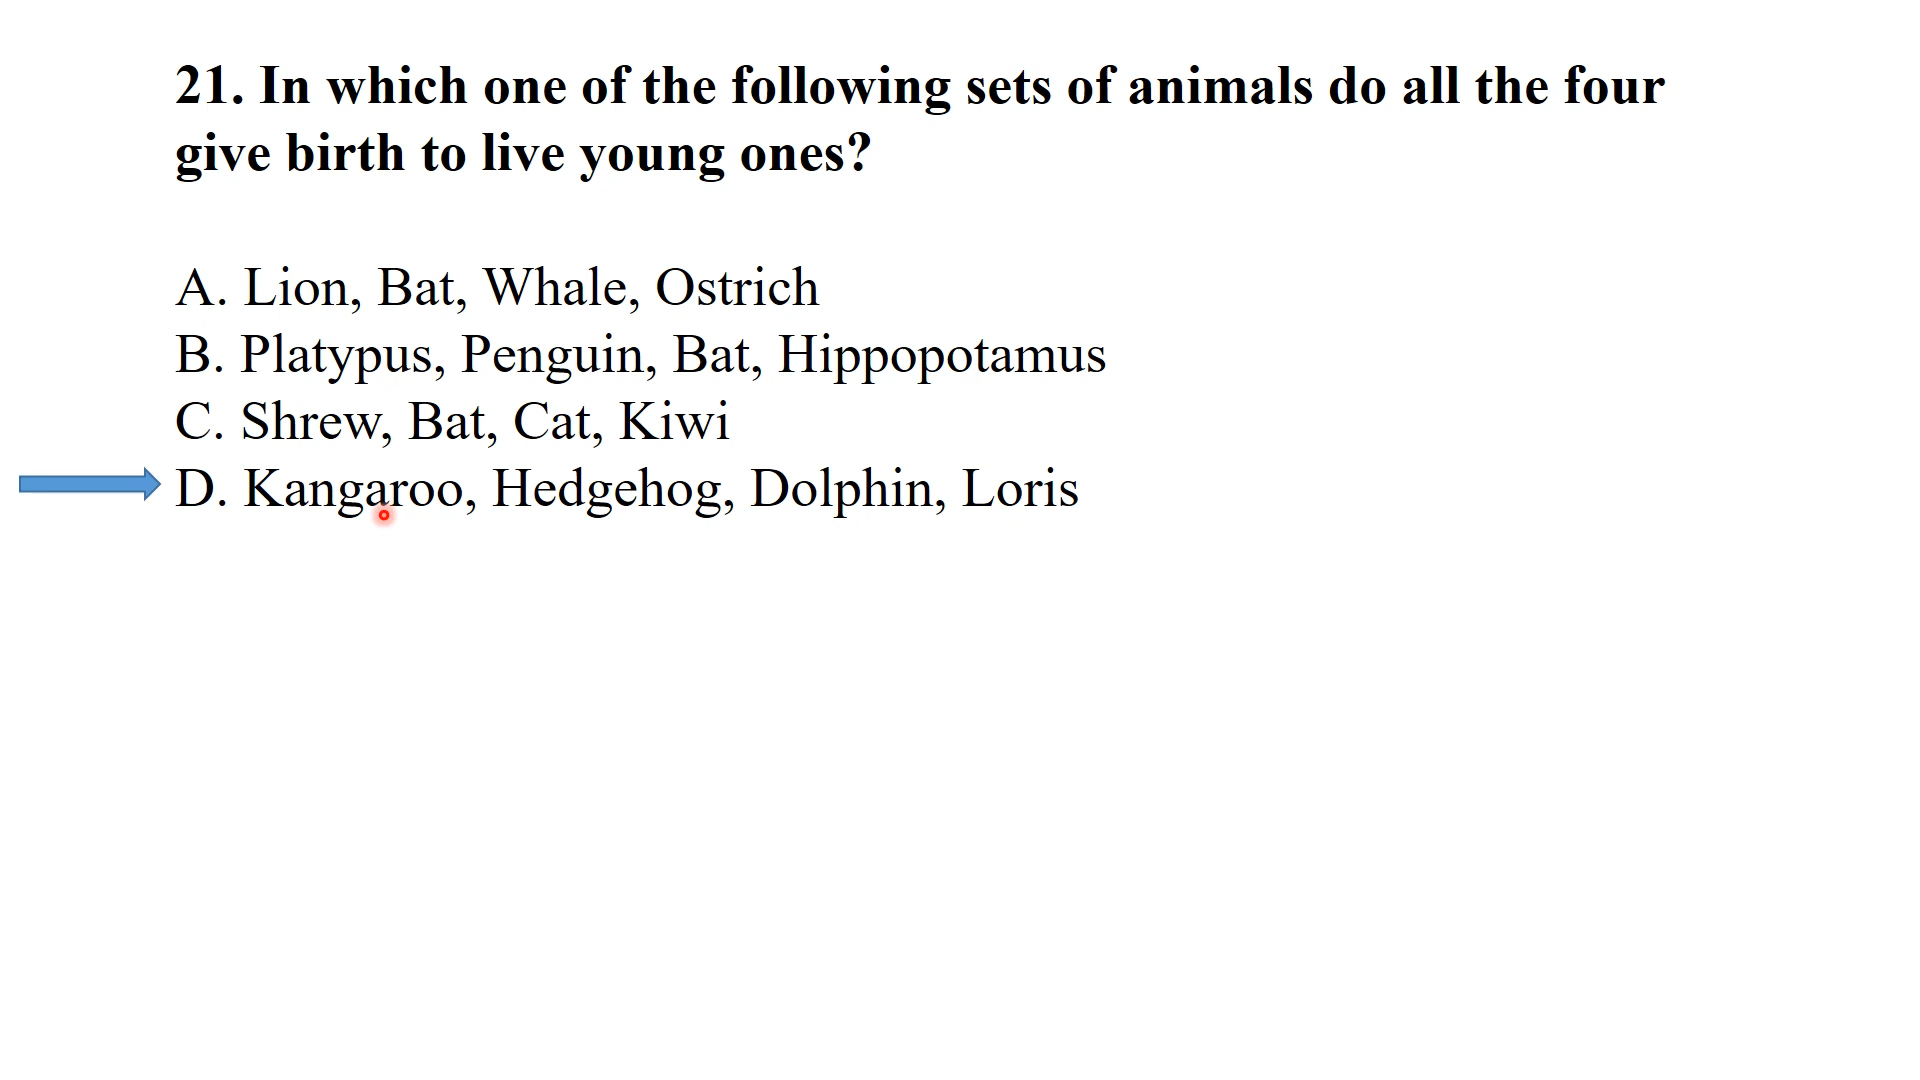 21. In which one of the following sets of animals do all the four
give birth to live young ones?
A. Lion, Bat, Whale, Ostrich
B. Platypus, Penguin, Bat, Hippopotamus
C. Shrew, Bat, Cat, Kiwi
D. Kangaroo, Hedgehog, Dolphin, Loris